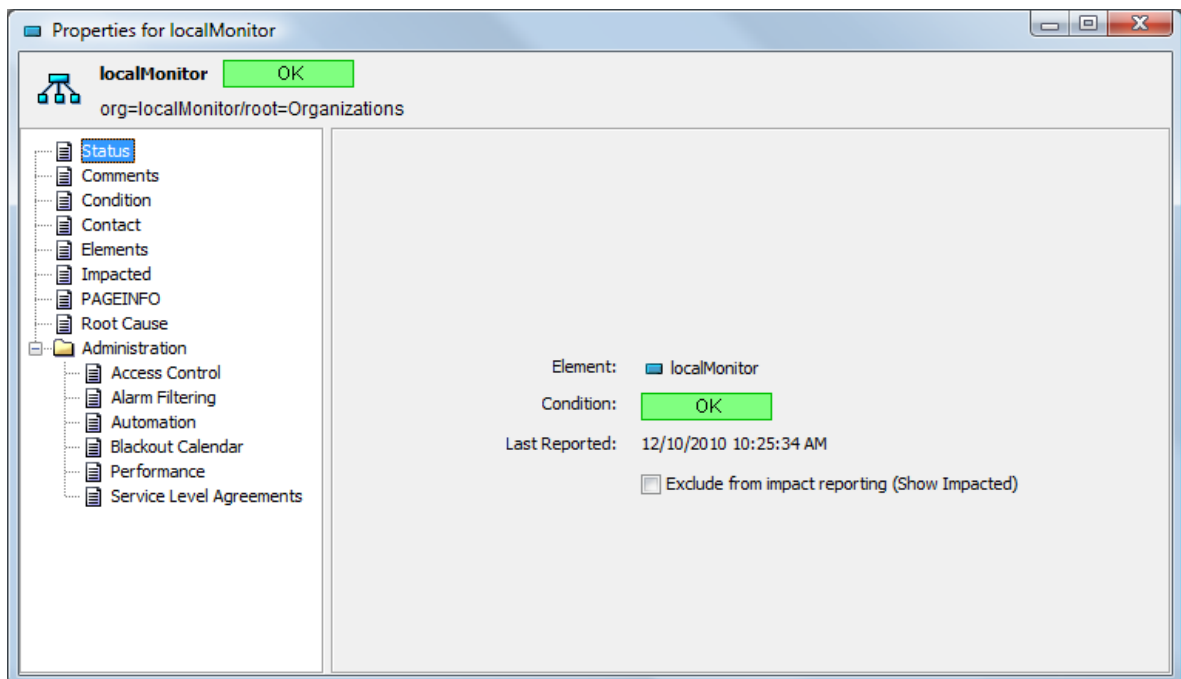 Properties for localMonitor
localMonitor OK
org=localMonitor/root=Organizations
Status
Comments
Condition
Contact
Elements
Impacted
PAGEINFO
Root Cause
Administration
Access Control
Alarm Filtering
Automation
Blackout Calendar
Performance
Service Level Agreements
Element: localMonitor
Condition: OK
Last Reported: 12/10/2010 10:25:34 AM
Exclude from impact reporting (Show Impacted)